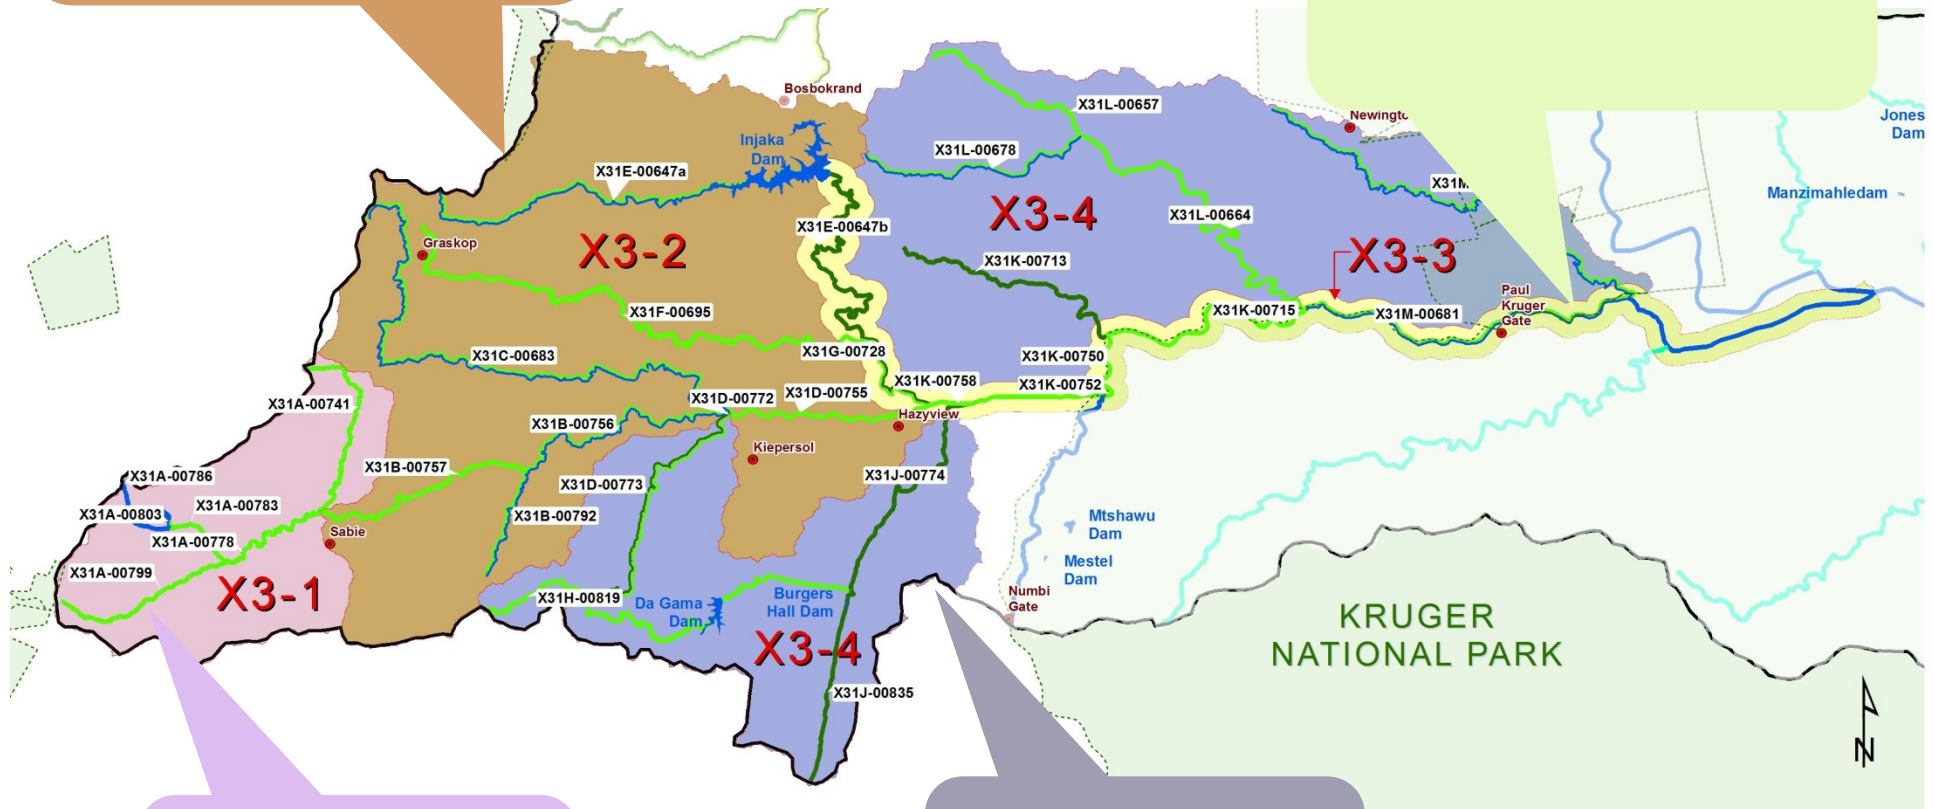 Bosbokrand
X31L-00657
Newingto
Jones
Dam
Injaka
Dam
X31L-00678
X31E-00647a
X31M
Manzimahledam
X3-4
X31L-00664
X31E-00647b
Graskop
X3-2
X3-3
X31K-00713
Paul
Kruger
Gate
X31F-00695
X31K-00715
X31M-00681
X31G-00728
X31C-00683
X31K-00750
X31K-00758
X31K-00752
X31D-00755
X31D-00772
X31A-00741
Hazyview
X31B-00756
Kiepersol
X31B-00757
X31A-00786
X31J-00774
X31D-00773
X31A-00783
X31A-00803
X31B-00792
Mtshawu
Dam
Sabie
X31A-00778
Mestel
Dam
X31A-00799
X3-1
X31H-00819
Da Gama
Dam
Burgers
Hall Dam
Numbi
Gate
KRUGER
NATIONAL PARK
X3-4
X31J-00835
N